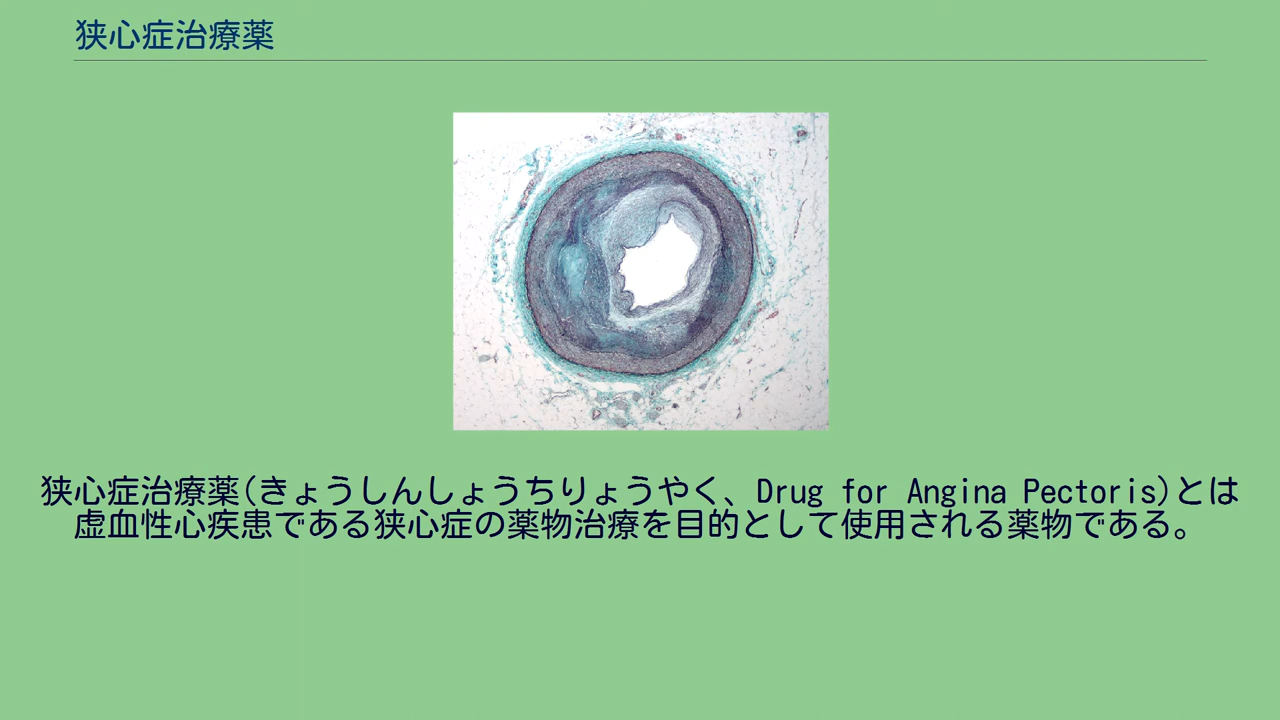 狭心症治療薬
狭心症治療薬(きょうしんしょうちりょうやく、Drug for Angina Pectoris)とは
虚血性心疾患である狭心症の薬物治療を目的として使用される薬物である。